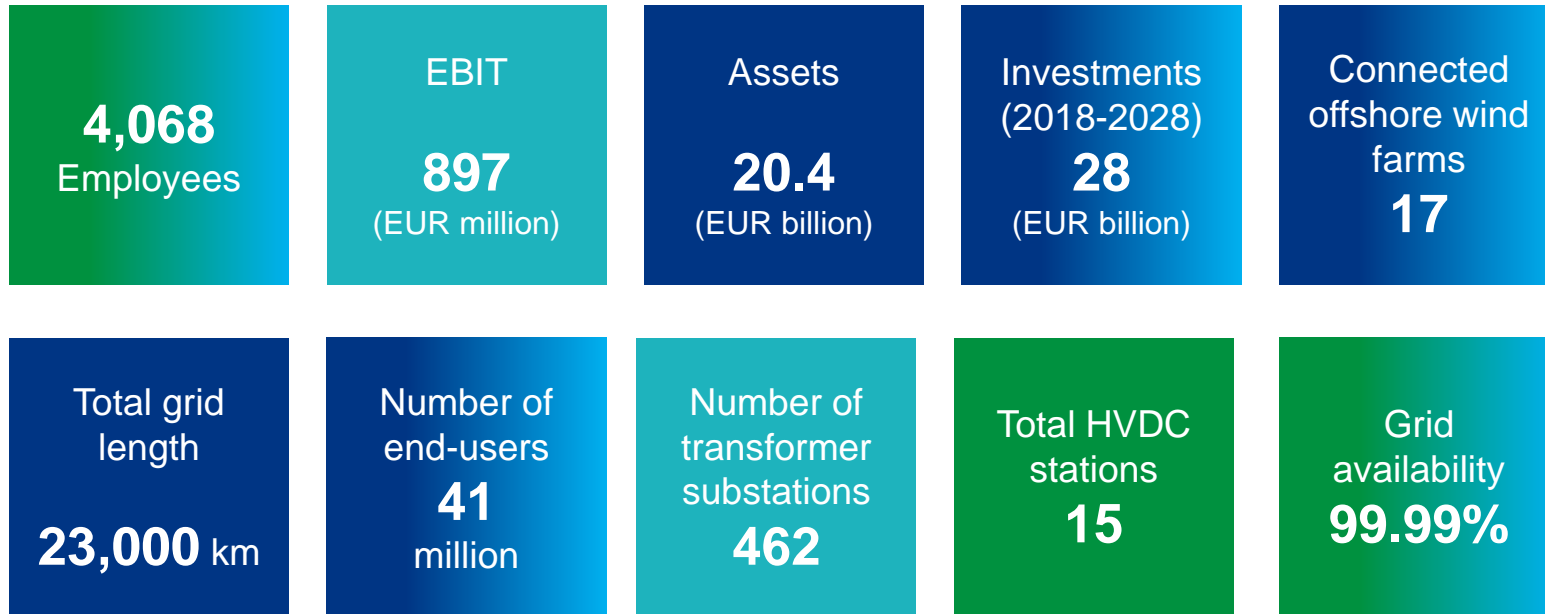 4,068
Employees
EBIT
897
(EUR million)
Assets
20.4
(EUR billion)
Investments
(2018-2028)
28
(EUR billion)
Connected
offshore wind
farms
17
Total grid
length
23,000 km
Number of
end-users
41
million
Number of
transformer
substations
462
Total HVDC
stations
15
Grid
availability
99.99%